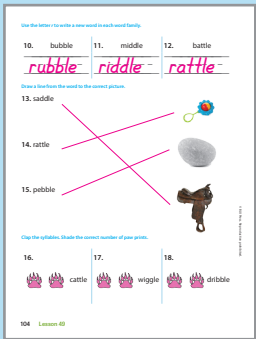 Use the letter r to write a new word in each word family.
10. bubble 11. middle 12. battle
rubble riddle rattle
Draw a line from the word to the correct picture.
13. saddle
14. rattle
15. pebble
Clap the syllables. Shade the correct number of paw prints.
16. 17. 18.
cattle wiggle dribble
104 Lesson 40